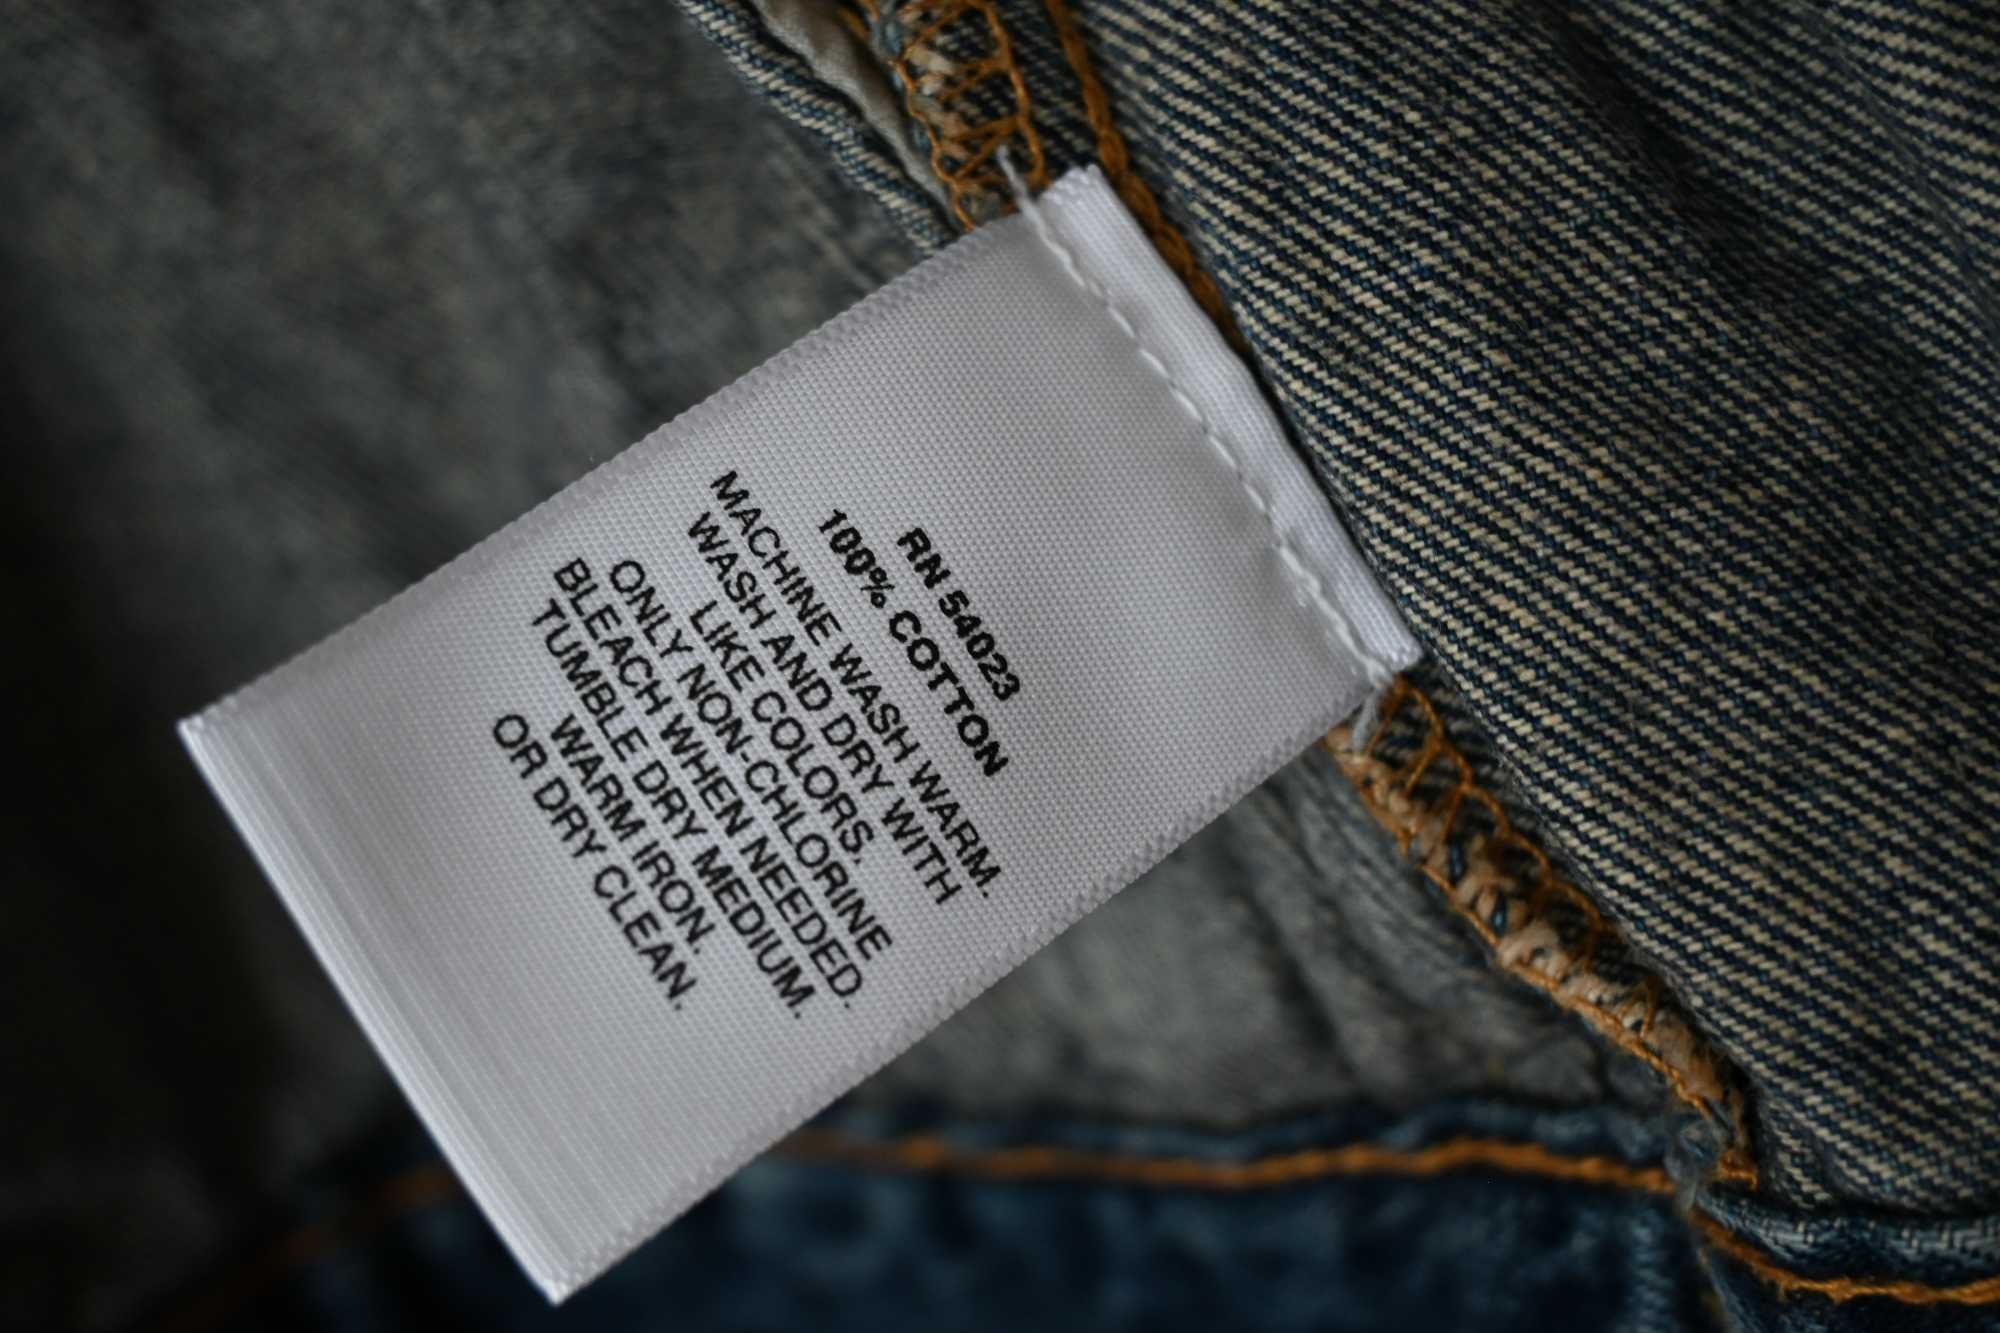 RN 54023
100% COTTON
MACHINE WASH WARM.
WASH AND DRY WITH
LIKE COLORS.
ONLY NON-CHLORINE
BLEACH WHEN NEEDED.
TUMBLE DRY MEDIUM.
WARM IRON.
OR DRY CLEAN.